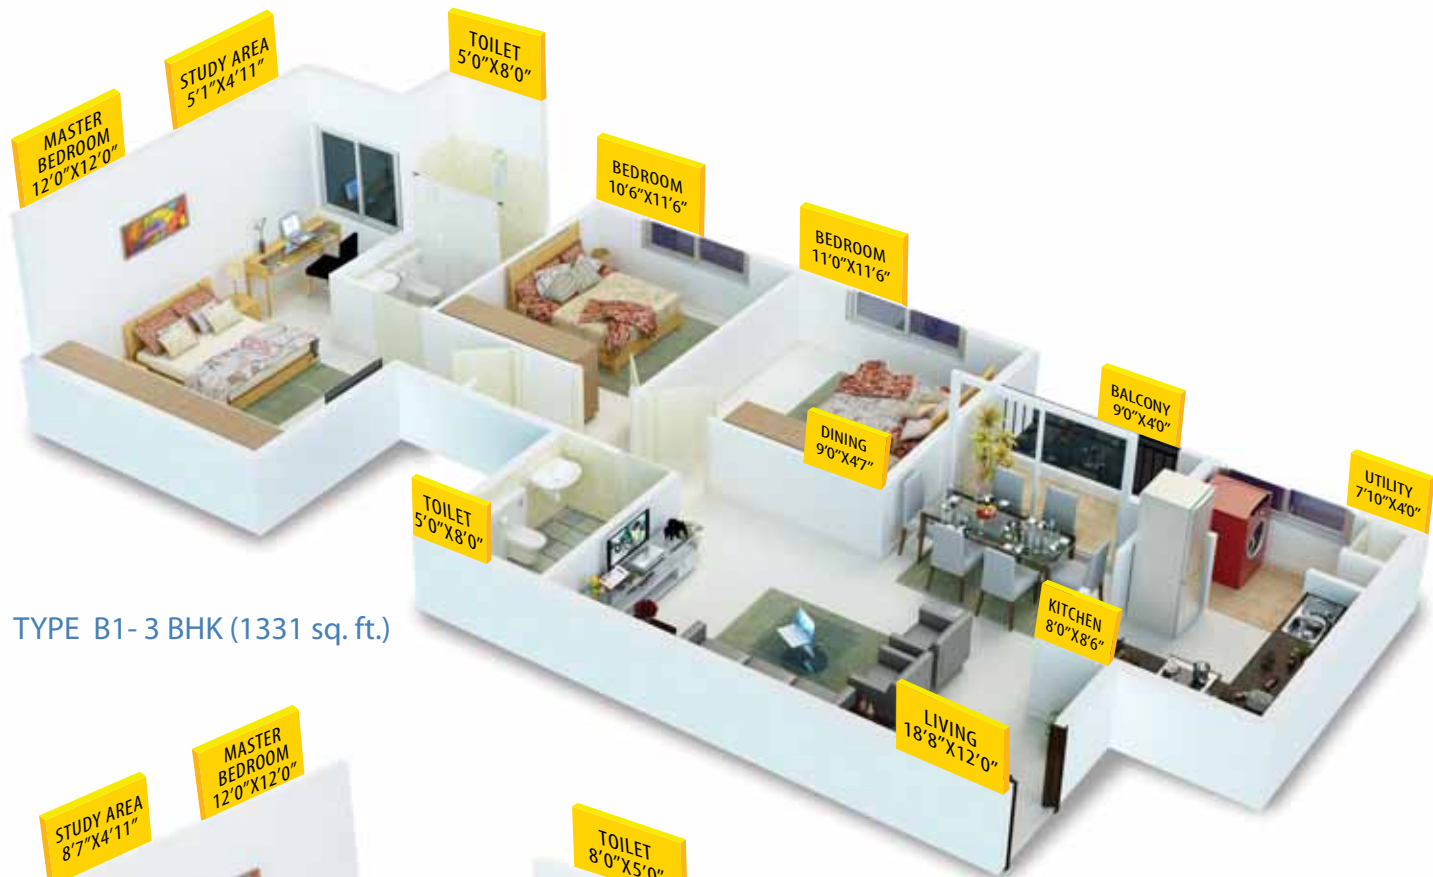 STUDY AREA
5'1"X4'11"
TOILET
5'0"X8'0"
MASTER
BEDROOM
12'0"X12'0"
BEDROOM
10'6"X11'6"
BEDROOM
11'0"X11'6"
BALCONY
9'0"X4'0"
DINING
9'0"X4'7"
UTILITY
7'10"X4'0"
TOILET
5'0"X8'0"
KITCHEN
8'0"X8'6"
LIVING
18'8"X12'0"
TYPE B1- 3 BHK (1331 sq. ft.)
MASTER
BEDROOM
12'0"X12'0"
STUDY AREA
8'7"X4'11"
TOILET
8'0"X5'0"